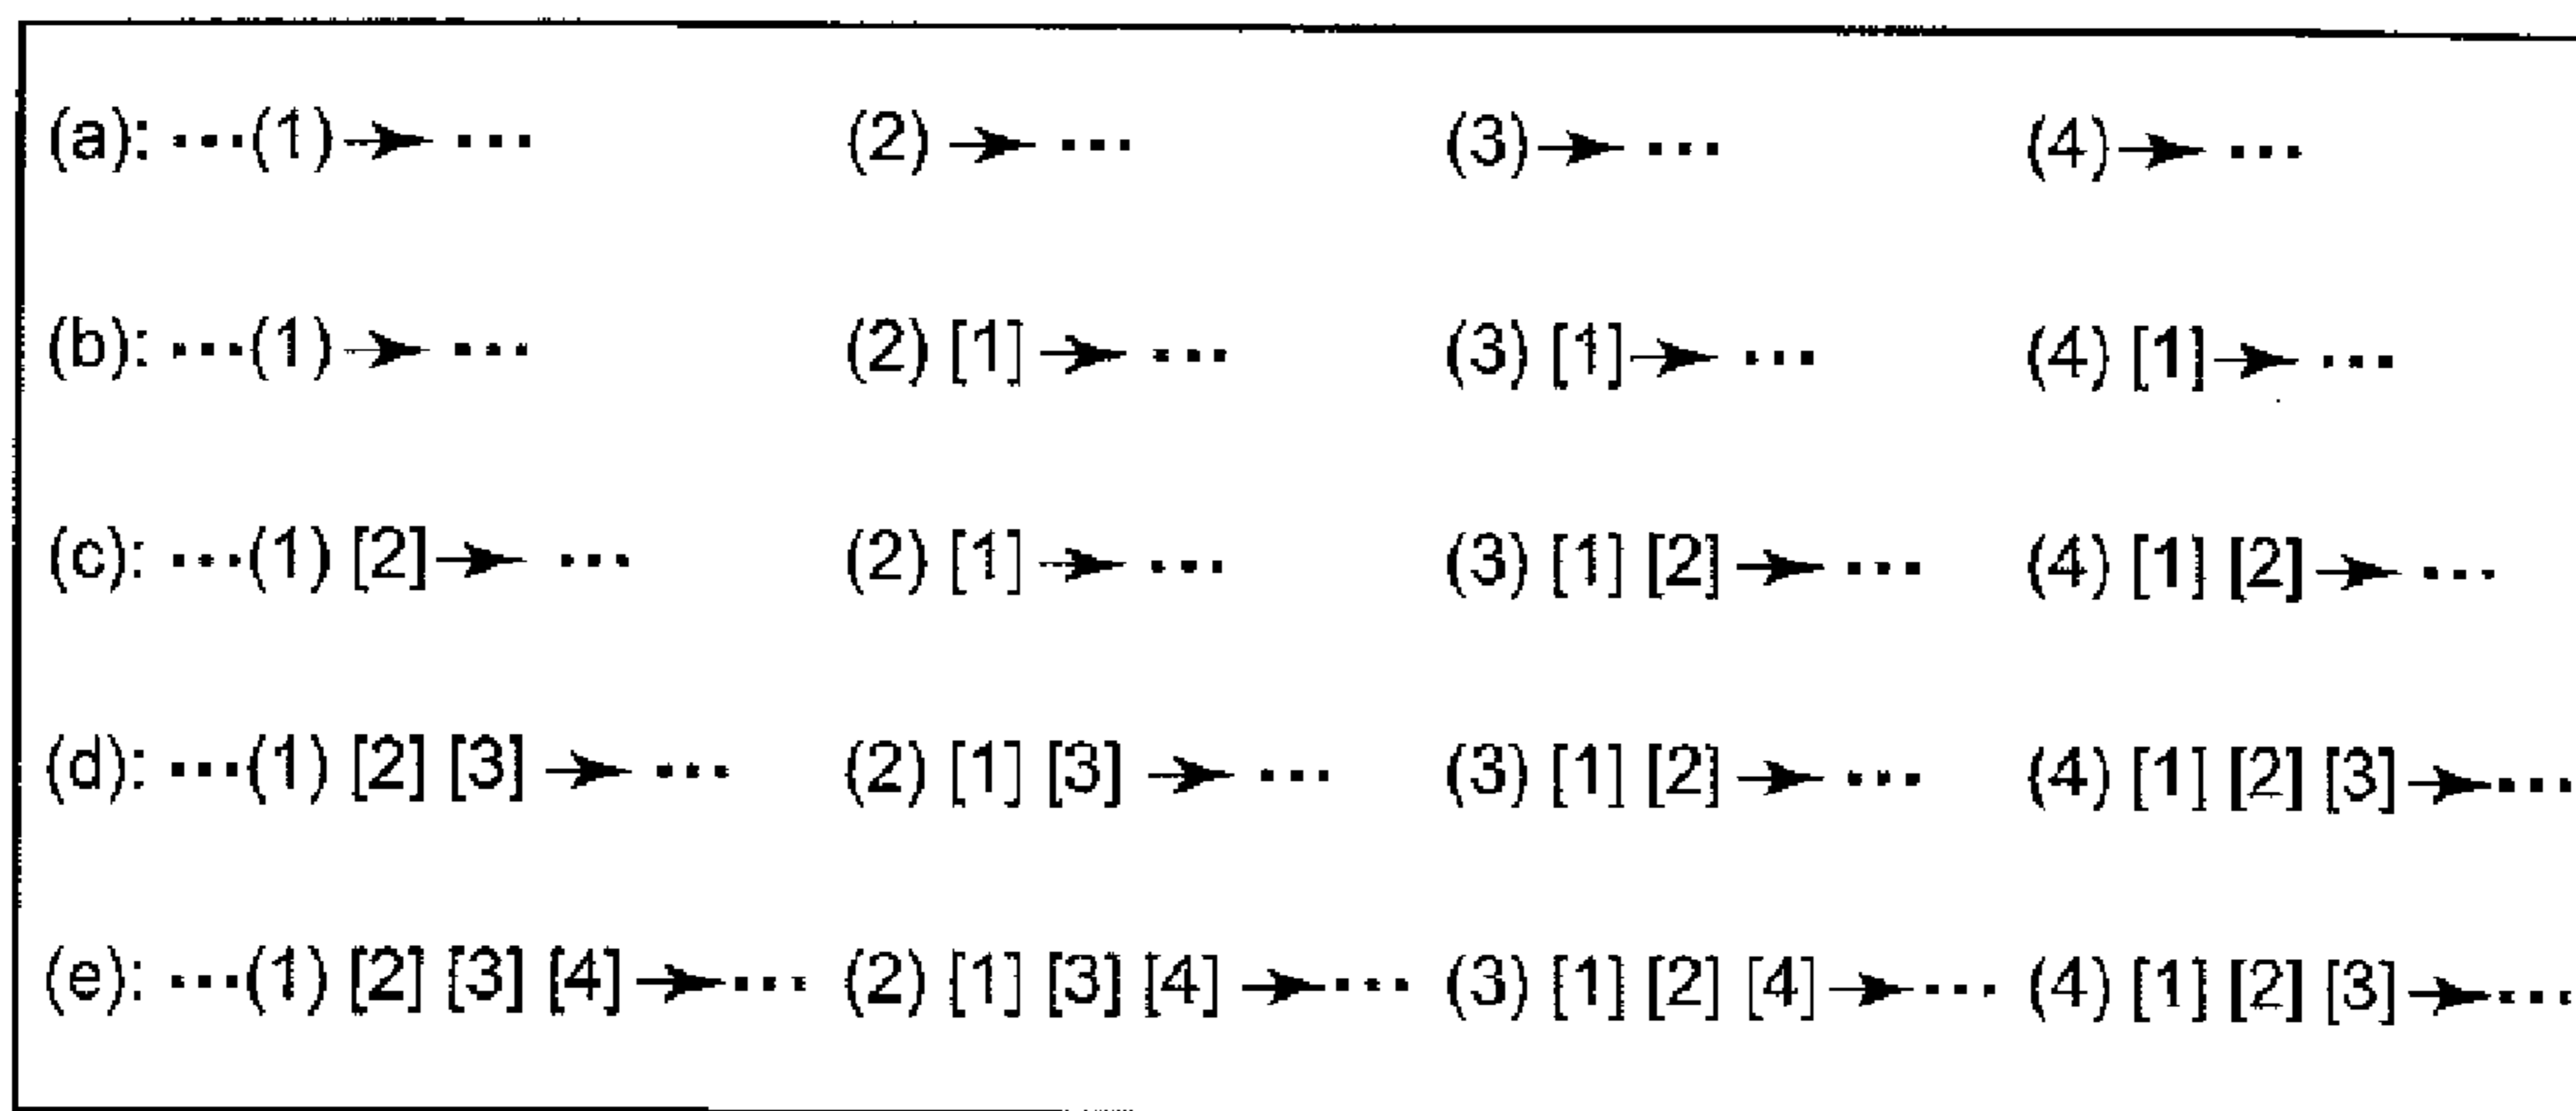 (a): ...(1) → ... (2) → ... (3) → ... (4) → ...
(b): ...(1) → ... (2) [1] → ... (3) [1] → ... (4) [1] → ...
(c): ...(1) [2] → ... (2) [1] → ... (3) [1] [2] → ... (4) [1] [2] → ...
(d): ...(1) [2] [3] → ... (2) [1] [3] → ... (3) [1] [2] → ... (4) [1] [2] [3] → ...
(e): ...(1) [2] [3] [4] → ... (2) [1] [3] [4] → ... (3) [1] [2] [4] → ... (4) [1] [2] [3] → ...